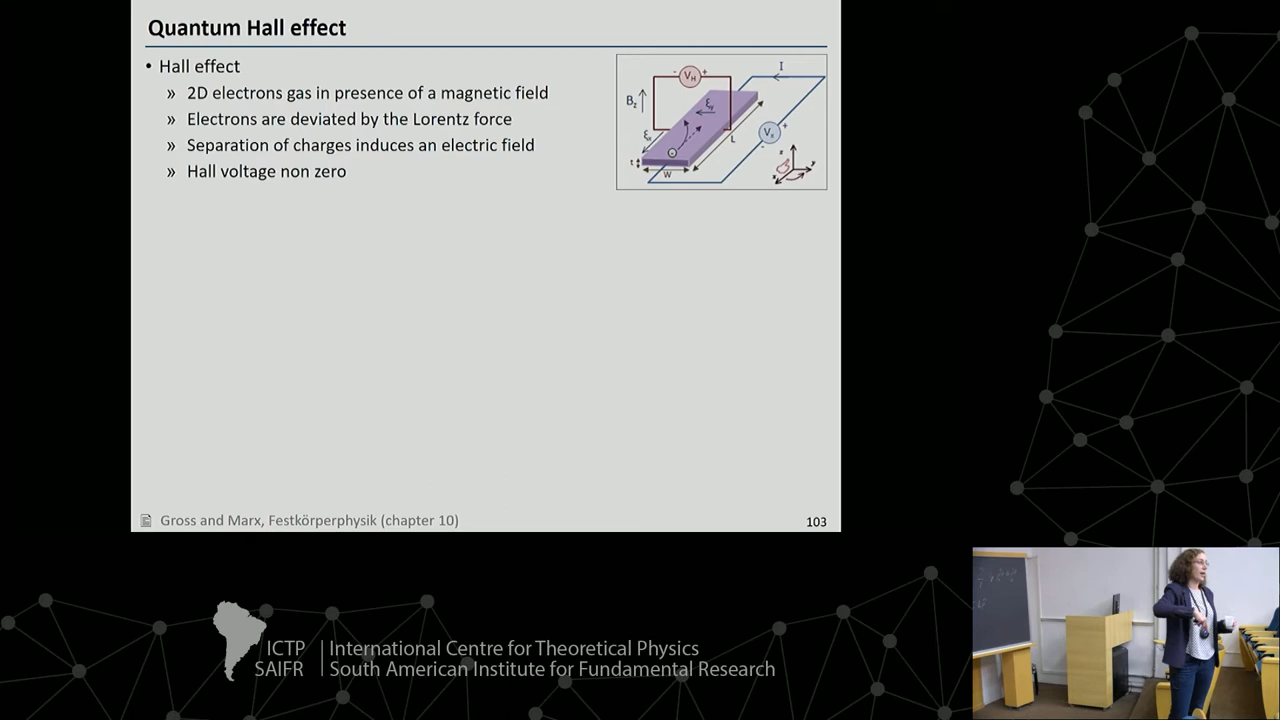 Quantum Hall effect
• Hall effect
» 2D electrons gas in presence of a magnetic field
» Electrons are deviated by the Lorentz force
» Separation of charges induces an electric field
» Hall voltage non zero
- V_H +
I
B_z
ξ_y
ξ_x
V_x +
-
L
t
W
z
y
x
Gross and Marx, Festkörperphysik (chapter 10)
103
ICTP
SAIFR
International Centre for Theoretical Physics
South American Institute for Fundamental Research